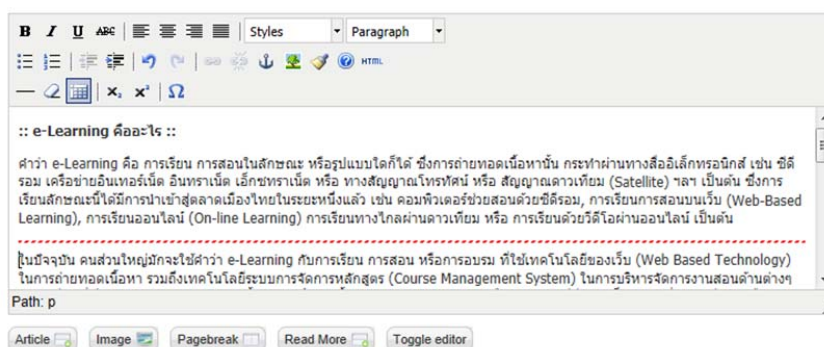 B I U ABC Styles Paragraph
HTML
x₂ x² Ω
:: e-Learning คืออะไร ::
คำว่า e-Learning คือ การเรียน การสอนในลักษณะ หรือรูปแบบใดก็ได้ ซึ่งการถ่ายทอดเนื้อหานั้น กระทำผ่านทางสื่ออิเล็กทรอนิกส์ เช่น ซีดี
รอม เครือข่ายอินเทอร์เน็ต อินทราเน็ต เอ็กซทราเน็ต หรือ ทางสัญญาณโทรทัศน์ หรือ สัญญาณดาวเทียม (Satellite) ฯลฯ เป็นต้น ซึ่งการ
เรียนลักษณะนี้ได้มีการนำเข้าสู่ตลาดเมืองไทยในระยะหนึ่งแล้ว เช่น คอมพิวเตอร์ช่วยสอนด้วยซีดีรอม, การเรียนการสอนบนเว็บ (Web-Based
Learning), การเรียนออนไลน์ (On-line Learning) การเรียนทางไกลผ่านดาวเทียม หรือ การเรียนด้วยวีดีโอผ่านออนไลน์ เป็นต้น
ในปัจจุบัน คนส่วนใหญ่มักจะใช้คำว่า e-Learning กับการเรียน การสอน หรือการอบรม ที่ใช้เทคโนโลยีของเว็บ (Web Based Technology)
ในการถ่ายทอดเนื้อหา รวมถึงเทคโนโลยีระบบการจัดการหลักสูตร (Course Management System) ในการบริหารจัดการงานสอนด้านต่างๆ
Path: p
Article Image Pagebreak Read More Toggle editor